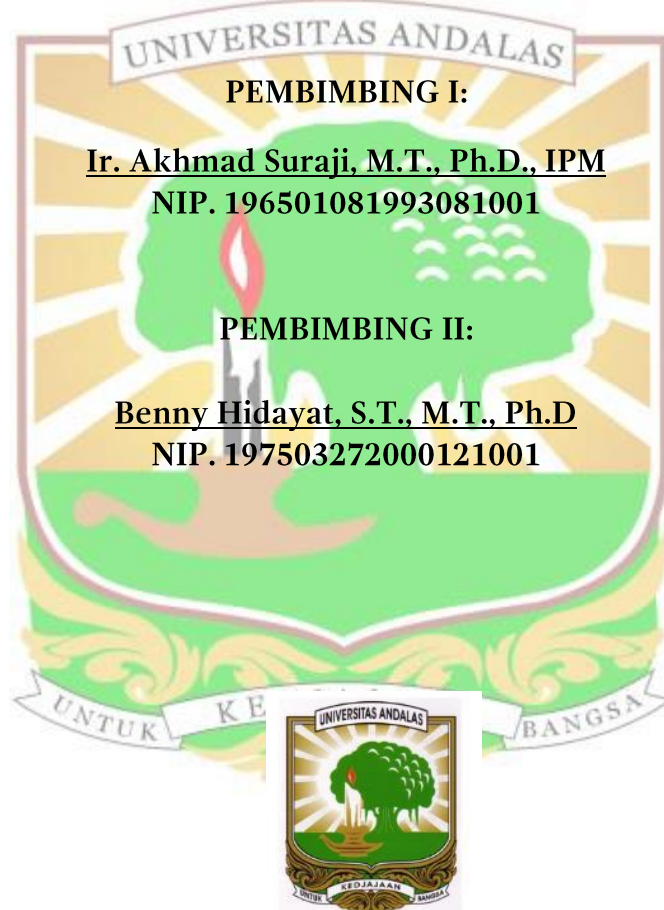 UNIVERSITAS ANDALAS
PEMBIMBING I:
Ir. Akhmad Suraji, M.T., Ph.D., IPM
NIP. 196501081993081001
PEMBIMBING II:
Benny Hidayat, S.T., M.T., Ph.D
NIP. 197503272000121001
UNTUK KE BANGSA
UNIVERSITAS ANDALAS
UNTUK KEDJAJAAN BANGSA